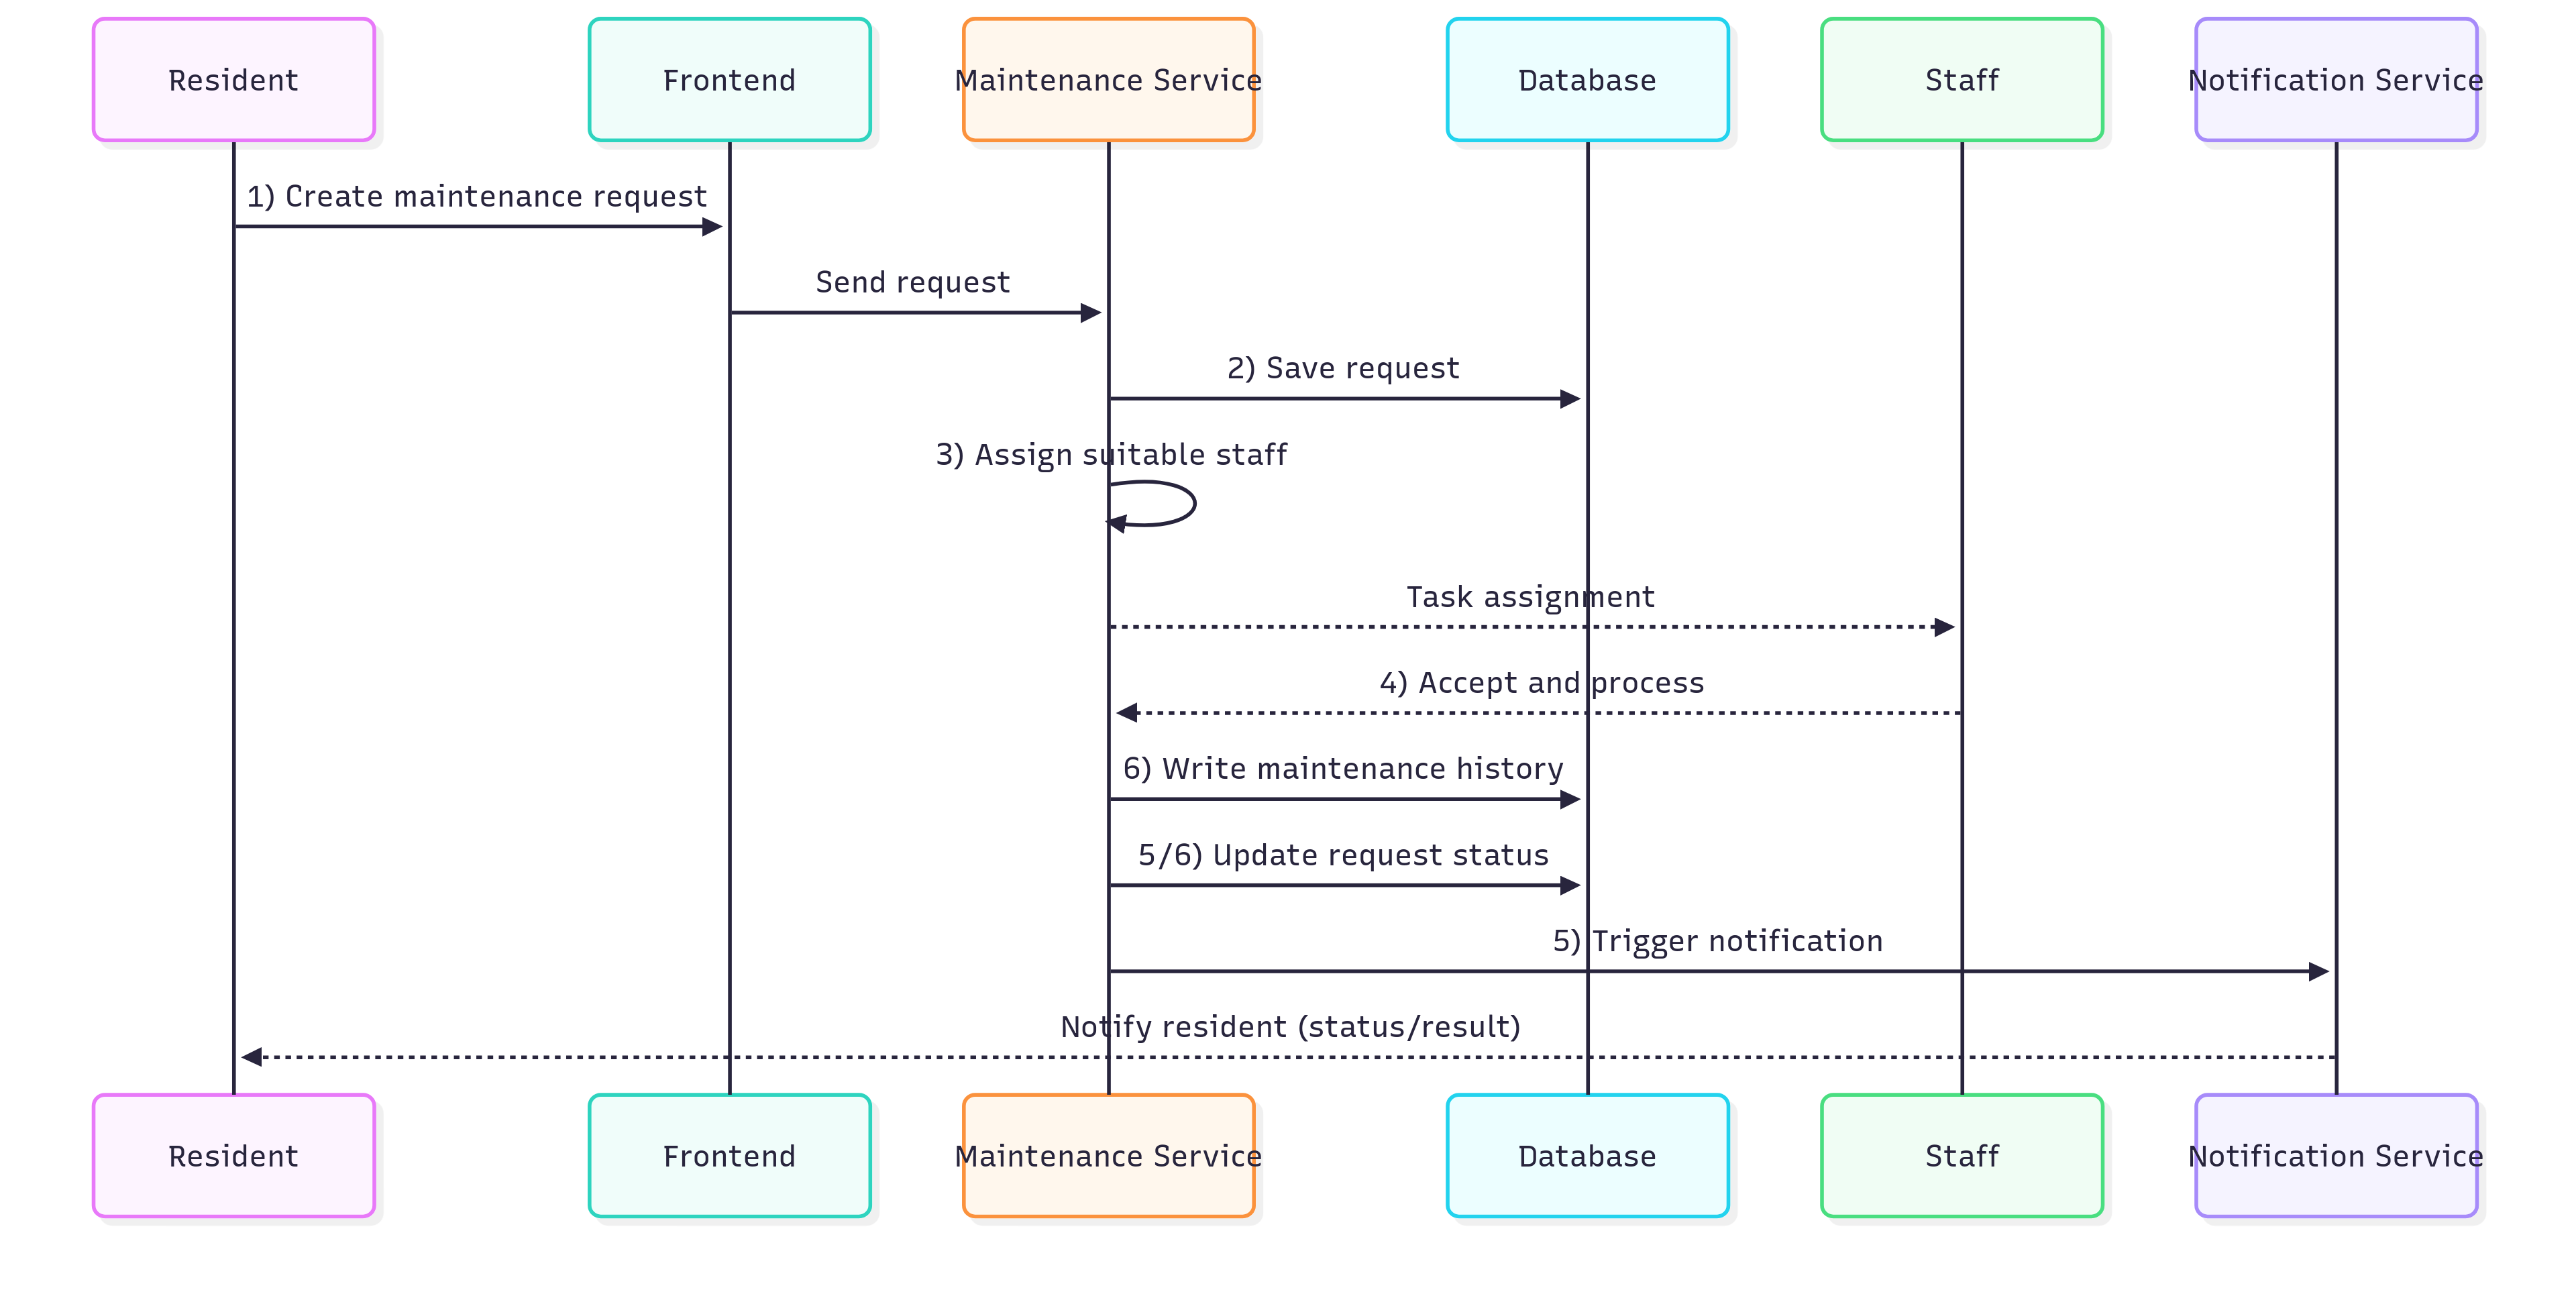 Resident
Frontend
Maintenance Service
Database
Staff
Notification Service
1) Create maintenance request
Send request
2) Save request
3) Assign suitable staff
Task assignment
4) Accept and process
6) Write maintenance history
5/6) Update request status
5) Trigger notification
Notify resident (status/result)
Resident
Frontend
Maintenance Service
Database
Staff
Notification Service